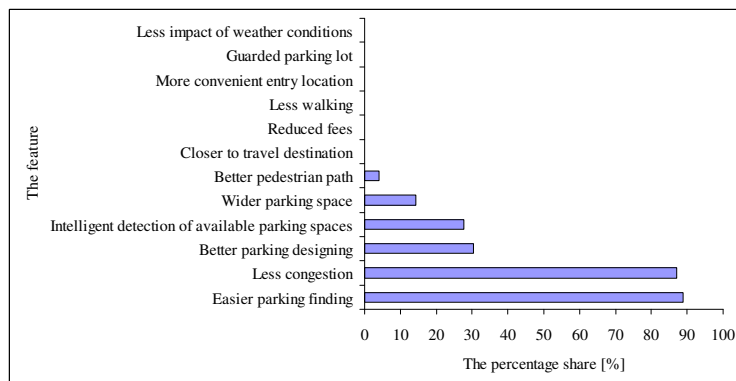 Less impact of weather conditions
Guarded parking lot
More convenient entry location
Less walking
Reduced fees
Closer to travel destination
Better pedestrian path
Wider parking space
Intelligent detection of available parking spaces
Better parking designing
Less congestion
Easier parking finding
The feature
0 10 20 30 40 50 60 70 80 90 100
The percentage share [%]